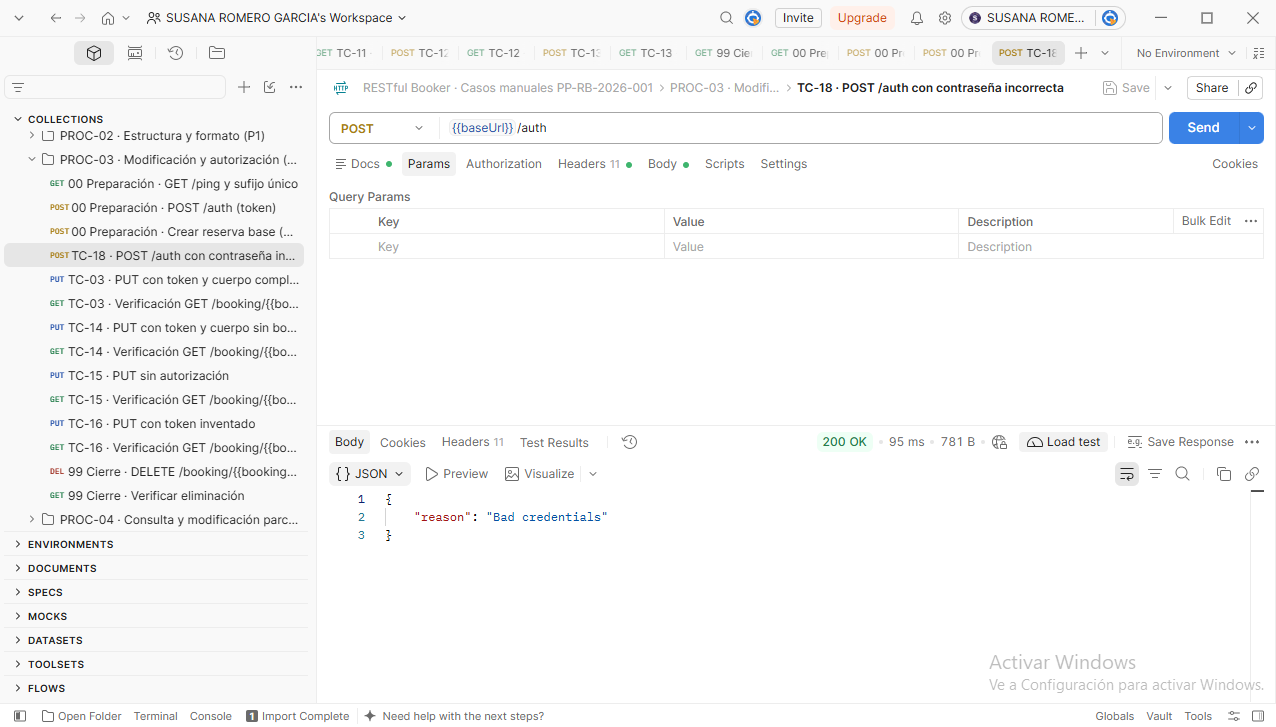 SUSANA ROMERO GARCIA's Workspace
Invite
Upgrade
SUSANA ROME...
GET TC-11
POST TC-12
GET TC-12
POST TC-13
GET TC-13
GET 99 Cie
GET 00 Pre
POST 00 Pr
POST 00 Pr
POST TC-18
No Environment
COLLECTIONS
PROC-02 · Estructura y formato (P1)
PROC-03 · Modificación y autorización (...
GET 00 Preparación · GET /ping y sufijo único
POST 00 Preparación · POST /auth (token)
POST 00 Preparación · Crear reserva base (...
POST TC-18 · POST /auth con contraseña in...
PUT TC-03 · PUT con token y cuerpo compl...
GET TC-03 · Verificación GET /booking/{{bo...
PUT TC-14 · PUT con token y cuerpo sin bo...
GET TC-14 · Verificación GET /booking/{{bo...
PUT TC-15 · PUT sin autorización
GET TC-15 · Verificación GET /booking/{{bo...
PUT TC-16 · PUT con token inventado
GET TC-16 · Verificación GET /booking/{{bo...
DEL 99 Cierre · DELETE /booking/{{booking...
GET 99 Cierre · Verificar eliminación
PROC-04 · Consulta y modificación parc...
ENVIRONMENTS
DOCUMENTS
SPECS
MOCKS
DATASETS
TOOLSETS
FLOWS
HTTP RESTful Booker · Casos manuales PP-RB-2026-001 > PROC-03 · Modifi... > TC-18 · POST /auth con contraseña incorrecta
Save
Share
POST
{{baseUrl}} /auth
Send
Docs
Params
Authorization
Headers 11
Body
Scripts
Settings
Cookies
Query Params
Key Value Description Bulk Edit
Key Value Description
Body
Cookies
Headers 11
Test Results
200 OK
95 ms
781 B
Load test
e.g. Save Response
{} JSON
Preview
Visualize
1 {
2 "reason": "Bad credentials"
3 }
Activar Windows
Ve a Configuración para activar Windows.
Open Folder
Terminal
Console
1 Import Complete
Need help with the next steps?
Globals
Vault
Tools